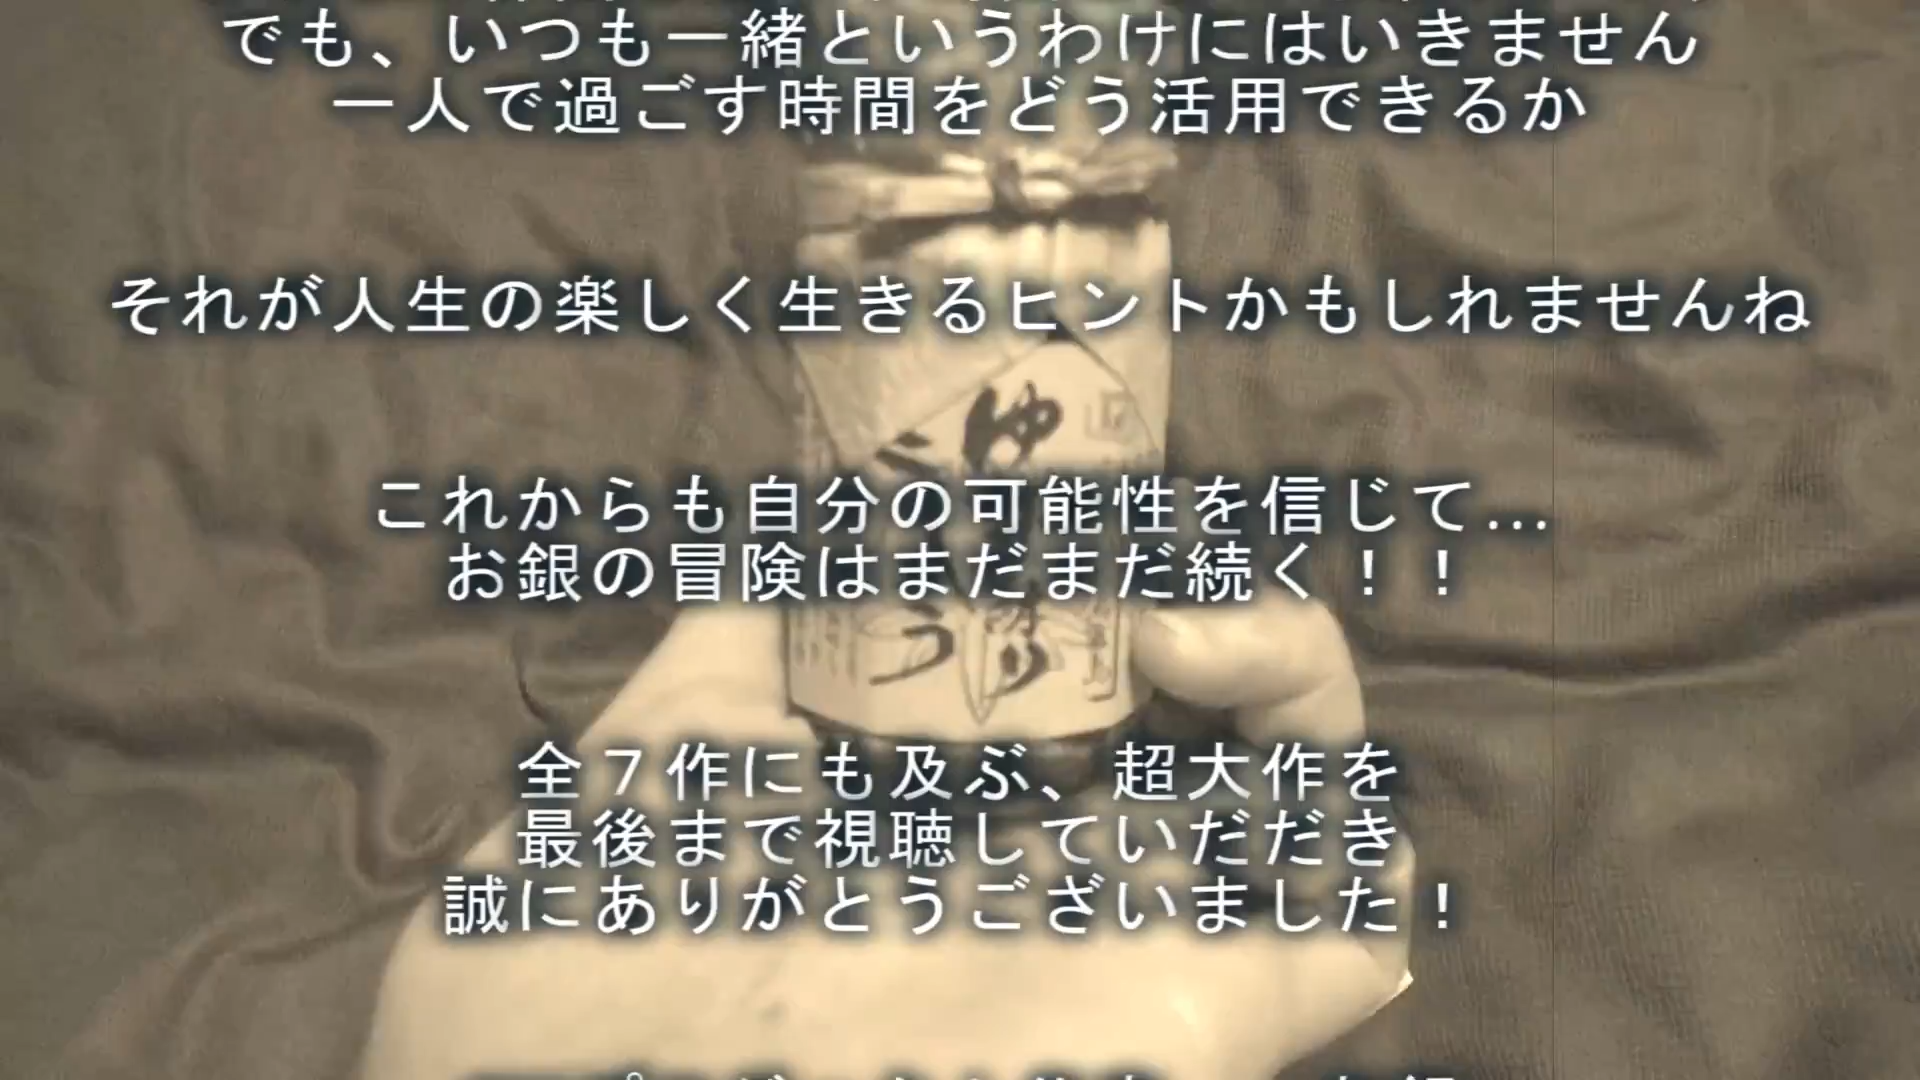 でも、いつも一緒というわけにはいきません
一人で過ごす時間をどう活用できるか
それが人生の楽しく生きるヒントかもしれませんね
これからも自分の可能性を信じて…
お銀の冒険はまだまだ続く！！
全７作にも及ぶ、超大作を
最後まで視聴していだだき
誠にありがとうございました！
ゆ
う